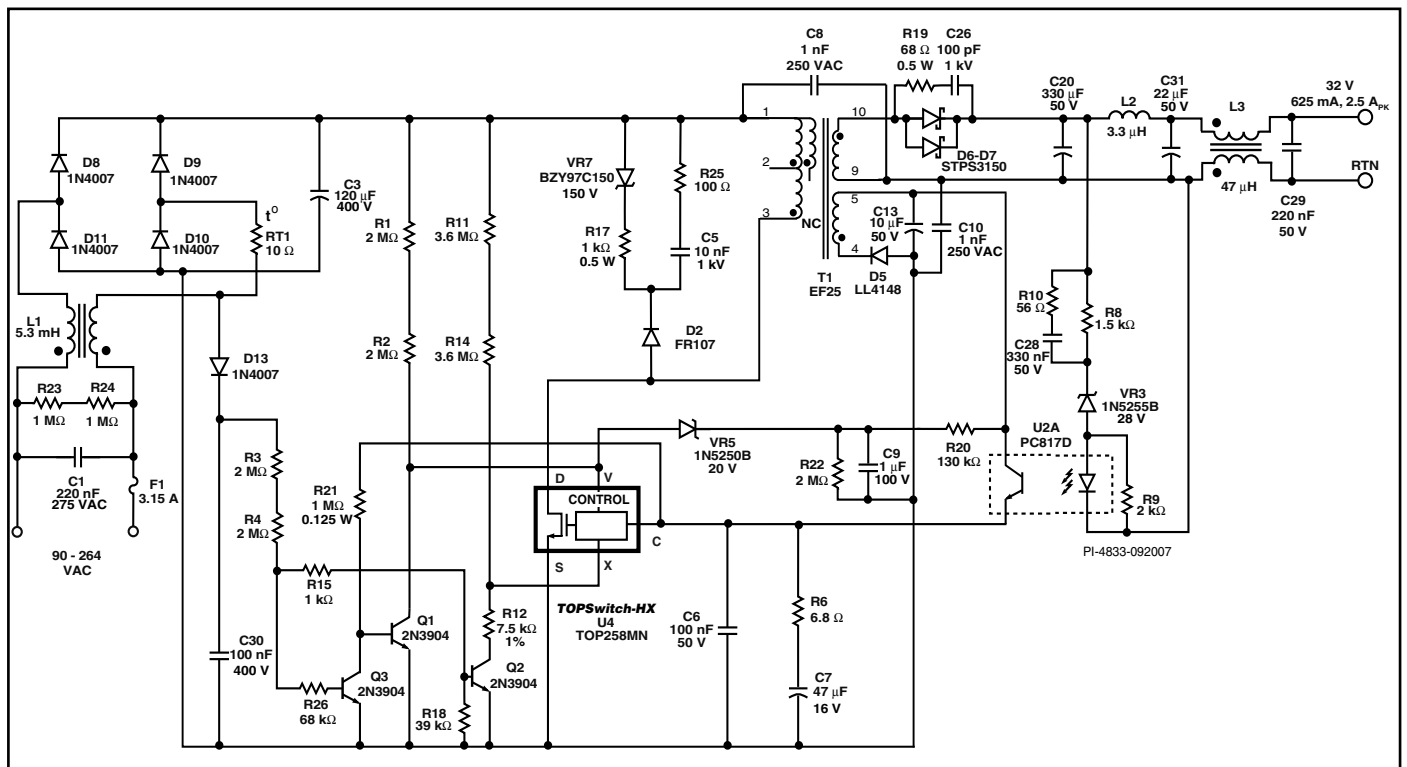 C8
1 nF
250 VAC
R19
68 Ω
0.5 W
C26
100 pF
1 kV
C20
330 μF
50 V
L2
3.3 μH
C31
22 μF
50 V
L3
47 μH
32 V
625 mA, 2.5 APK
RTN
C29
220 nF
50 V
D8
1N4007
D9
1N4007
D11
1N4007
D10
1N4007
C3
120 μF
400 V
tO
RT1
10 Ω
R1
2 MΩ
R11
3.6 MΩ
VR7
BZY97C150
150 V
R25
100 Ω
R17
1 kΩ
0.5 W
C5
10 nF
1 kV
1
2
3
NC
10
9
5
4
T1
EF25
D6-D7
STPS3150
C13
10 μF
50 V
D5
LL4148
C10
1 nF
250 VAC
L1
5.3 mH
R2
2 MΩ
R14
3.6 MΩ
D2
FR107
R10
56 Ω
R8
1.5 kΩ
C28
330 nF
50 V
D13
1N4007
R23
1 MΩ
R24
1 MΩ
C1
220 nF
275 VAC
F1
3.15 A
90 - 264
VAC
R3
2 MΩ
R4
2 MΩ
R21
1 MΩ
0.125 W
VR5
1N5250B
20 V
R22
2 MΩ
C9
1 μF
100 V
R20
130 kΩ
U2A
PC817D
VR3
1N5255B
28 V
R9
2 kΩ
PI-4833-092007
D
V
CONTROL
C
S
X
TOPSwitch-HX
U4
TOP258MN
R15
1 kΩ
R12
7.5 kΩ
1%
C6
100 nF
50 V
R6
6.8 Ω
C7
47 μF
16 V
C30
100 nF
400 V
Q1
2N3904
Q3
2N3904
Q2
2N3904
R26
68 kΩ
R18
39 kΩ